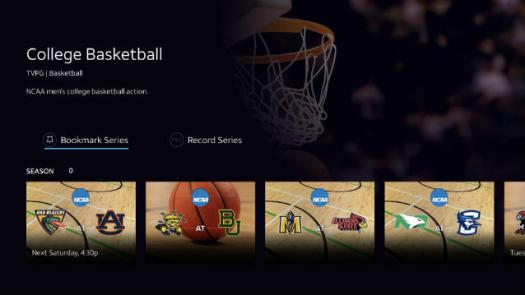 College Basketball
TVPG | Basketball
NCAA men's college basketball action.
Bookmark Series
REC Record Series
SEASON 0
NCAA NCAA NCAA NCAA
AT AT AT AT
Next Saturday, 4:30p
Tues